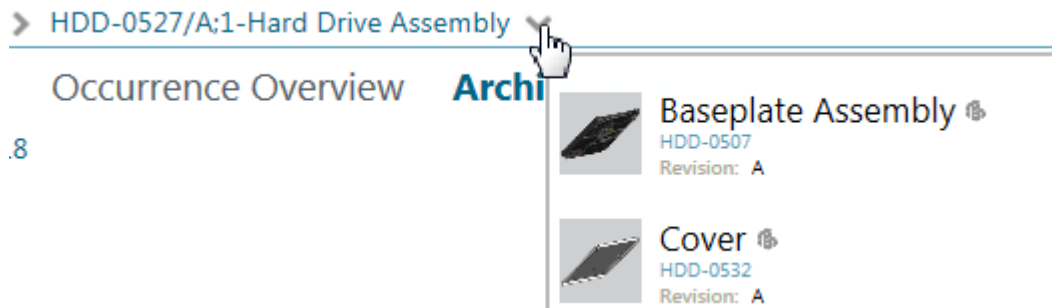 HDD-0527/A;1-Hard Drive Assembly
Occurrence Overview Archi
.8
Baseplate Assembly
HDD-0507
Revision: A
Cover
HDD-0532
Revision: A